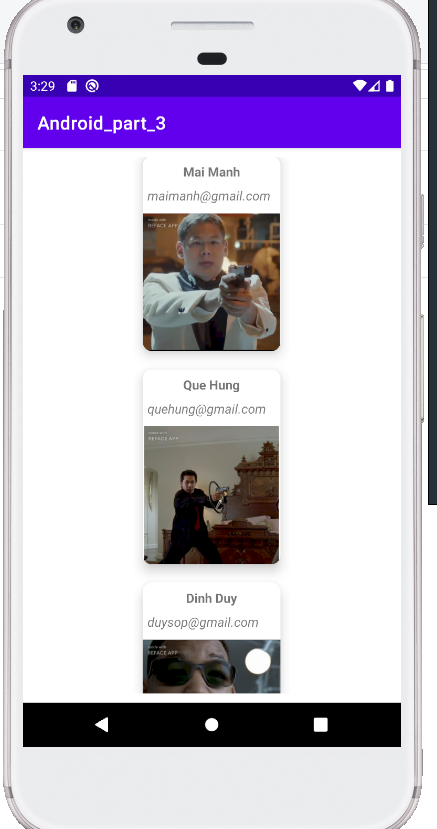 3:29
Android_part_3
Mai Manh
maimanh@gmail.com
made with
REFACE APP
Que Hung
quehung@gmail.com
made with
REFACE APP
Dinh Duy
duysop@gmail.com
made with
REFACE APP